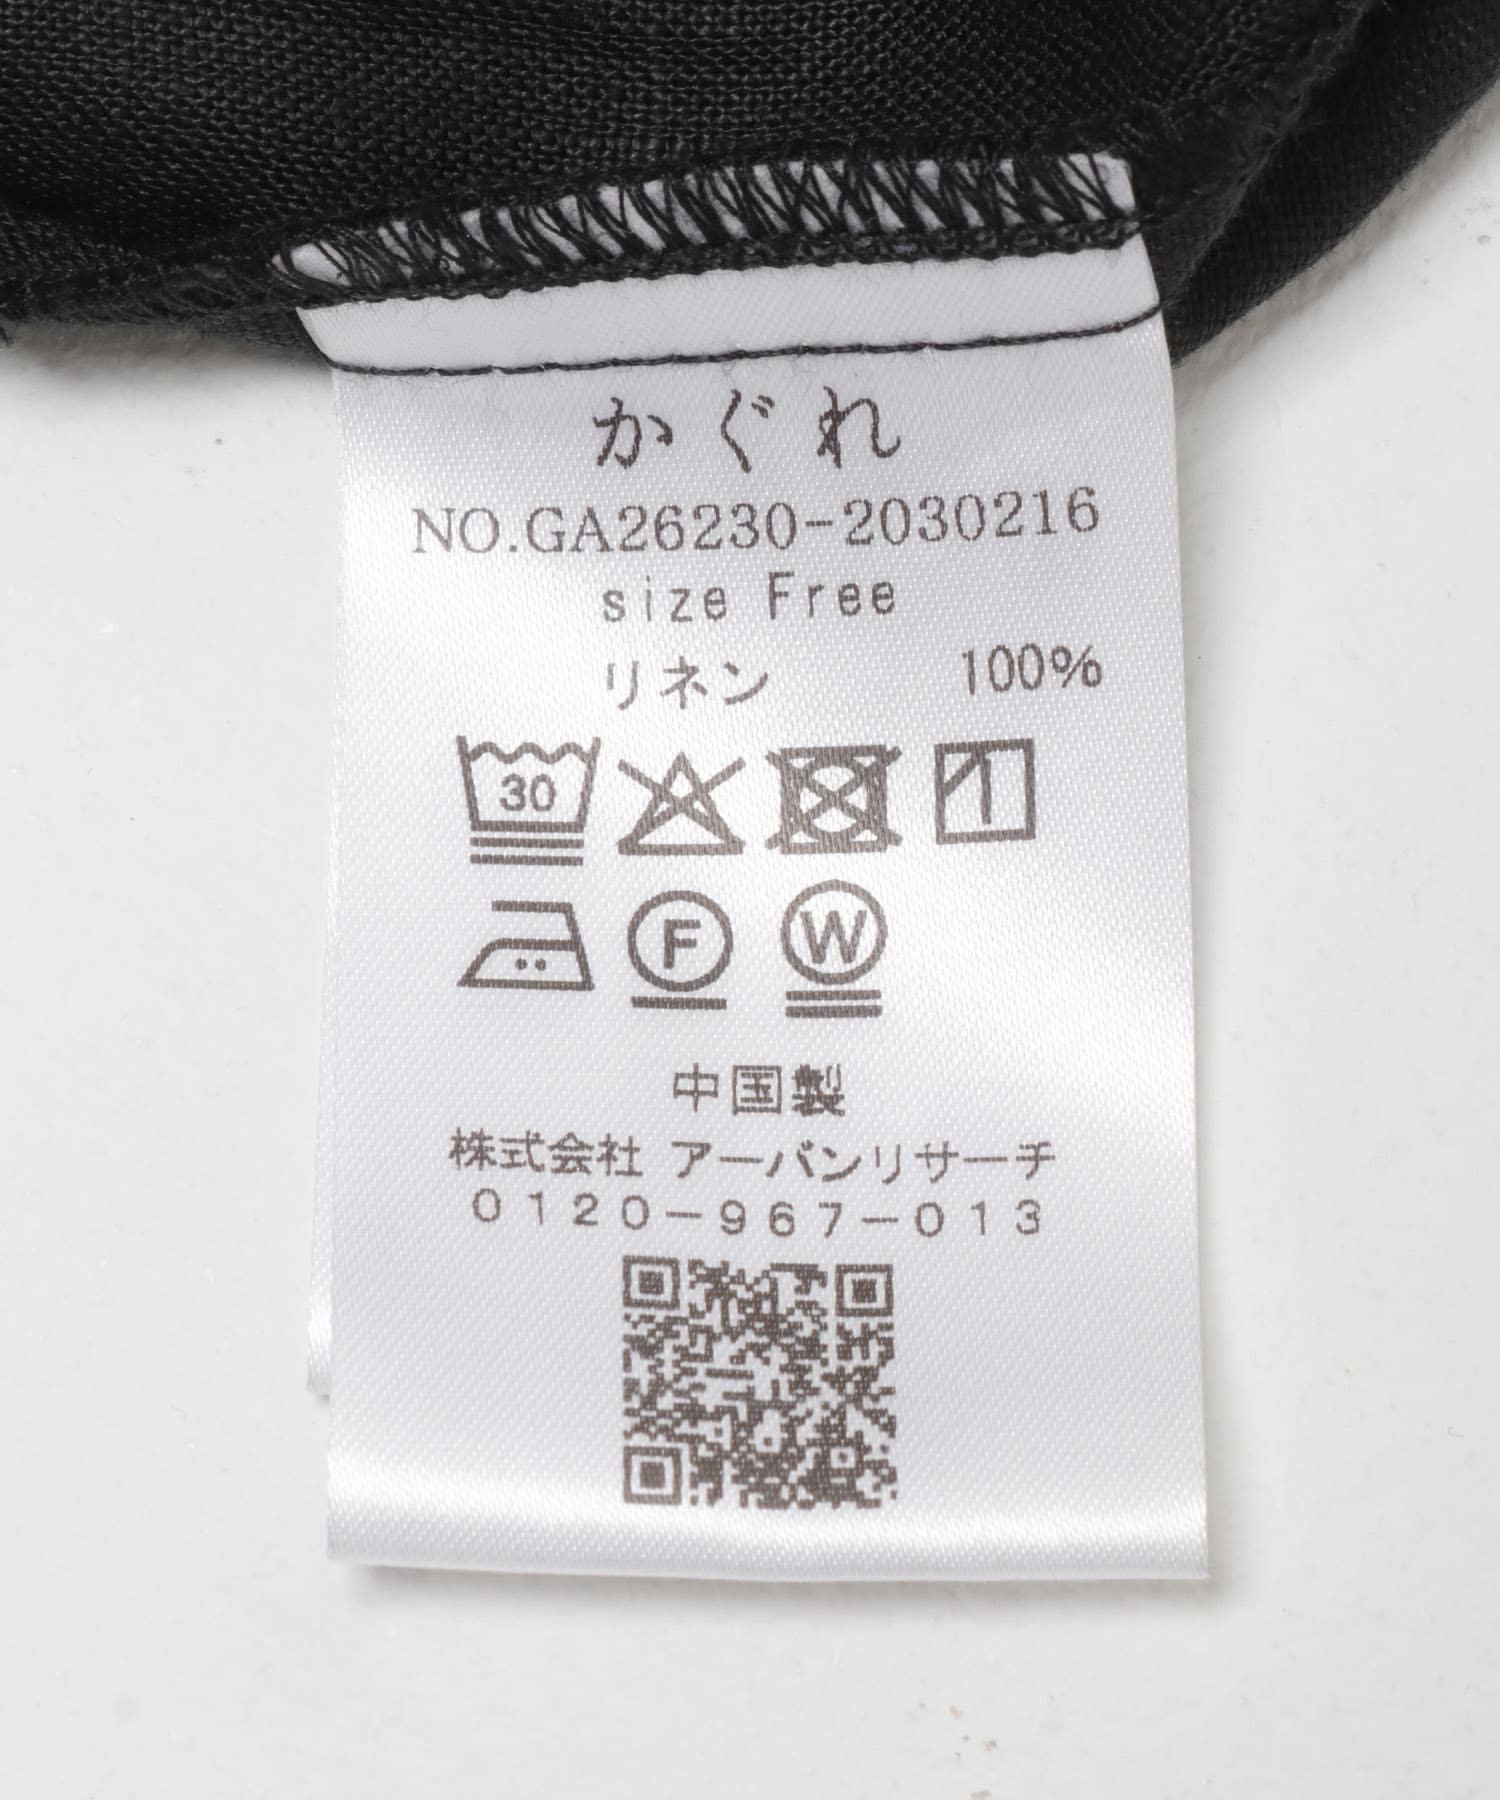 かぐれ
NO.GA26230-2030216
size Free
リネン 100%
30
F W
中国製
株式会社 アーバンリサーチ
0120-967-013